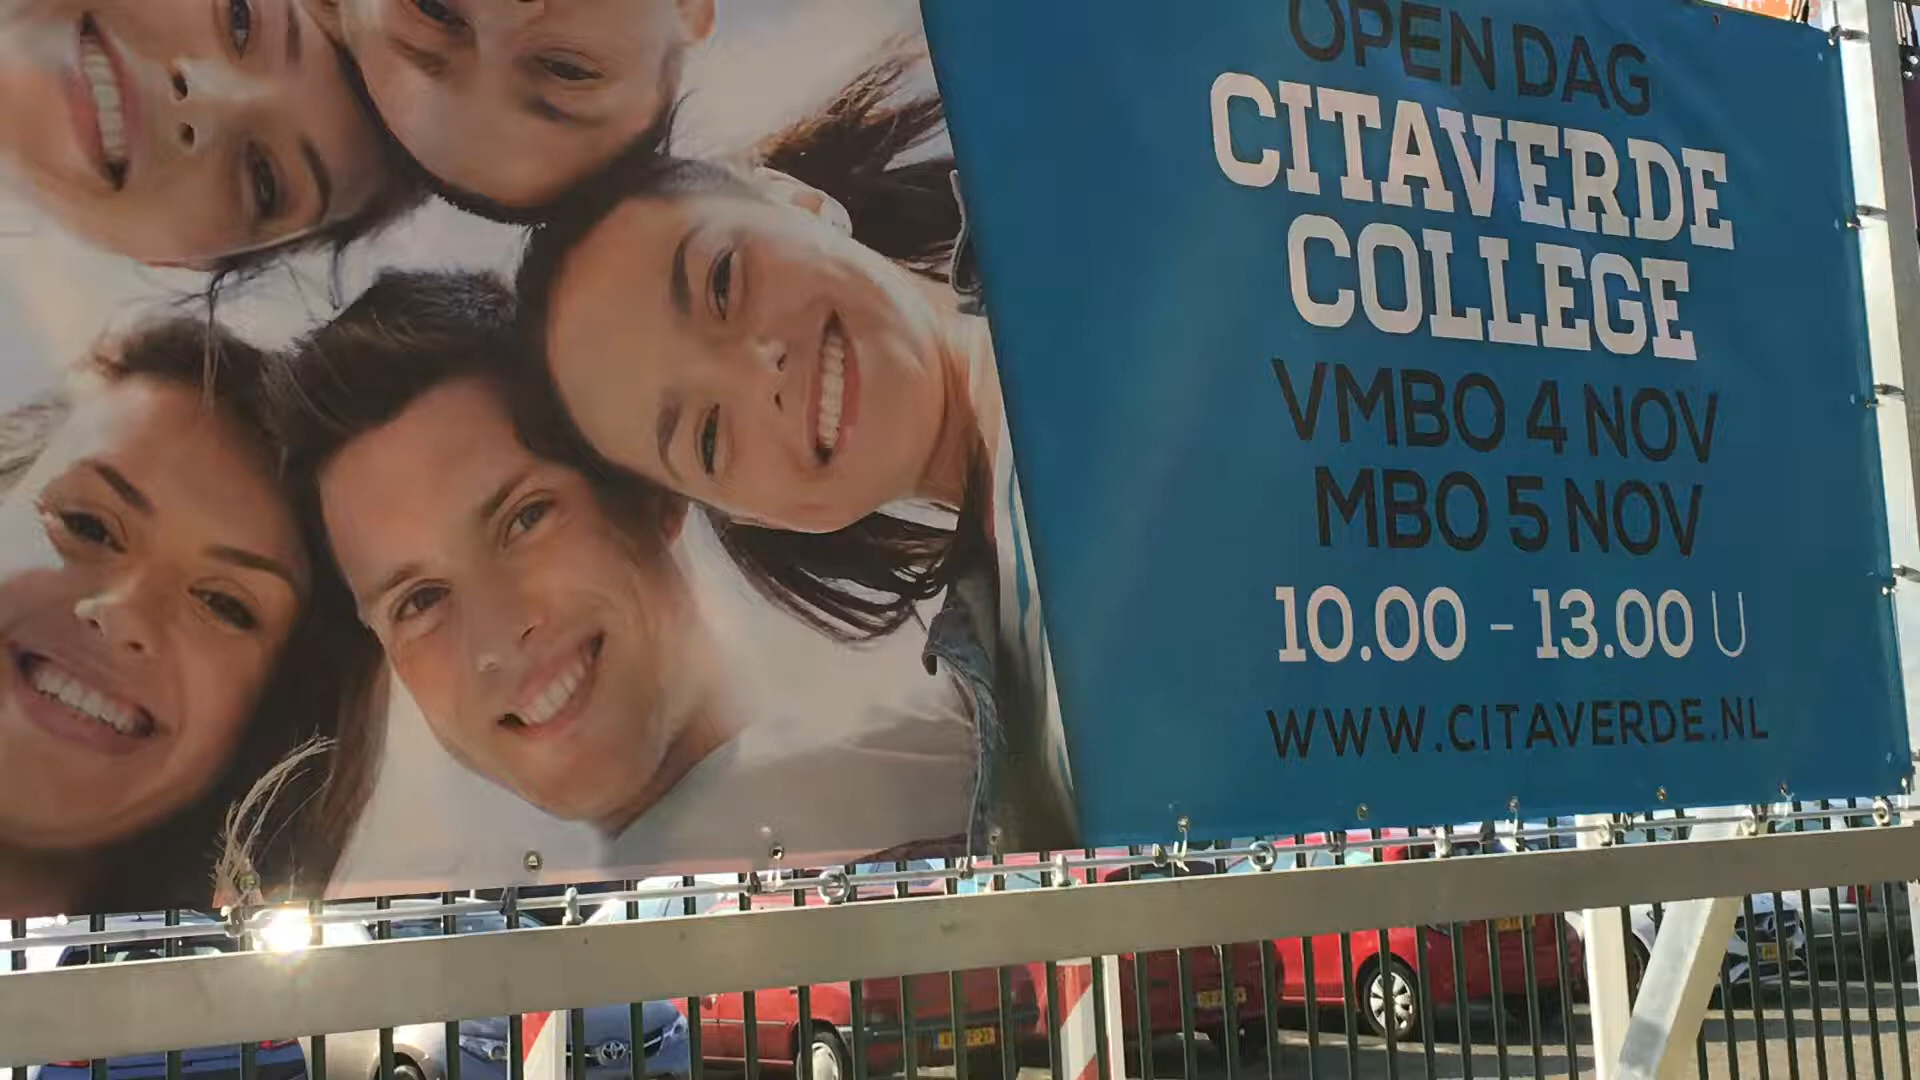 OPEN DAG
CITAVERDE
COLLEGE
VMBO 4 NOV
MBO 5 NOV
10.00 - 13.00 U
WWW.CITAVERDE.NL